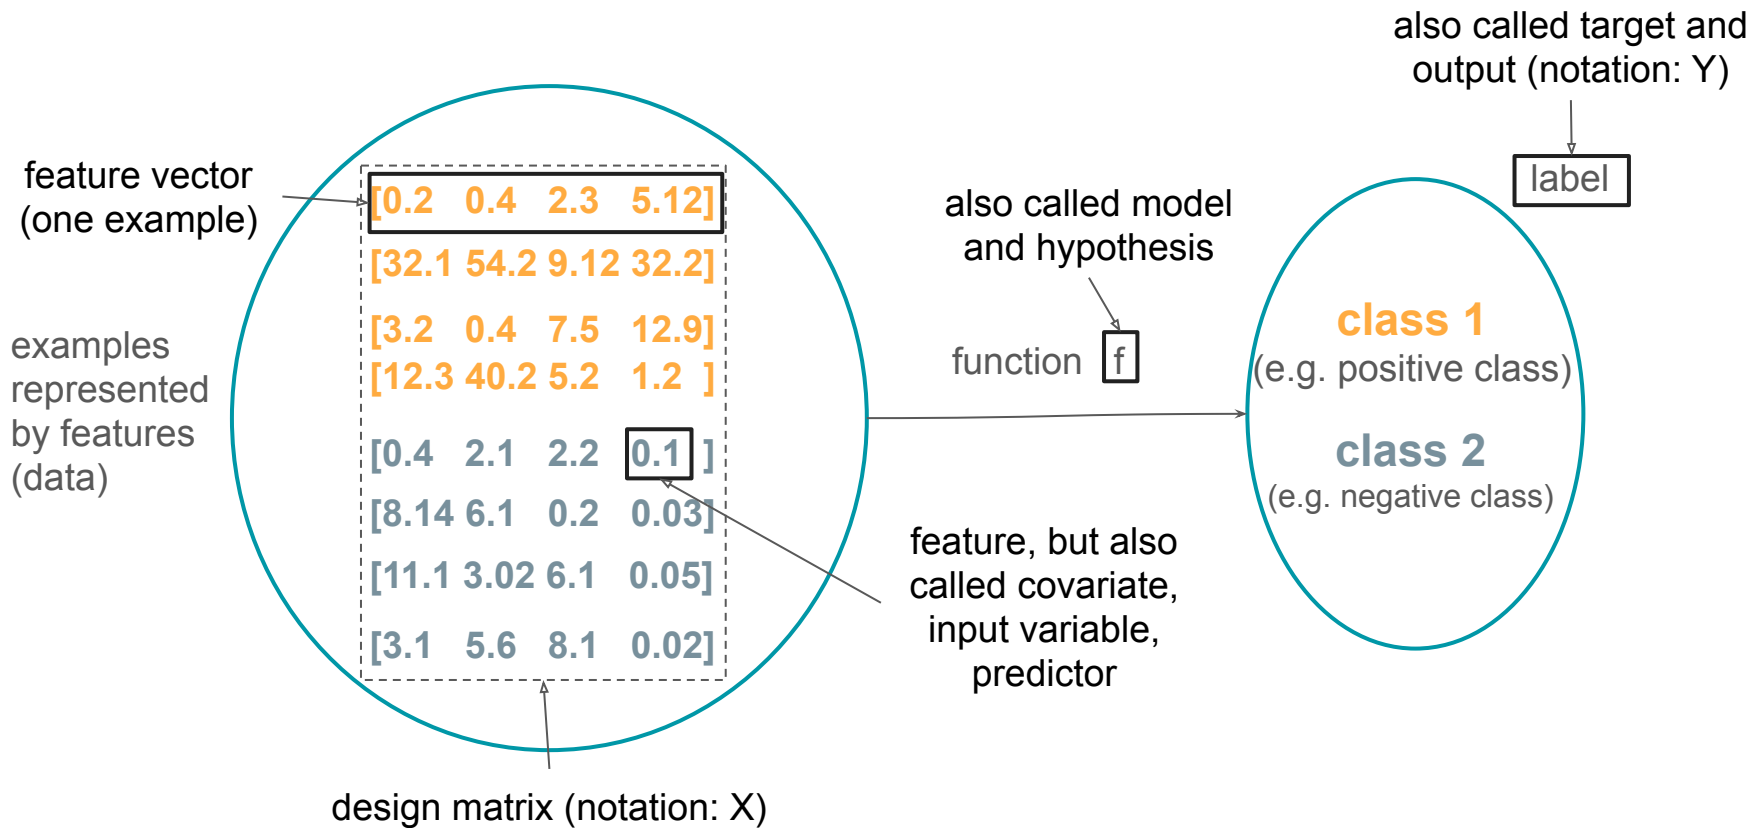 also called target and
output (notation: Y)
label
feature vector
(one example)
[0.2 0.4 2.3 5.12]
[32.1 54.2 9.12 32.2]
[3.2 0.4 7.5 12.9]
[12.3 40.2 5.2 1.2 ]
[0.4 2.1 2.2 0.1 ]
[8.14 6.1 0.2 0.03]
[11.1 3.02 6.1 0.05]
[3.1 5.6 8.1 0.02]
examples
represented
by features
(data)
also called model
and hypothesis
function f
class 1
(e.g. positive class)
class 2
(e.g. negative class)
feature, but also
called covariate,
input variable,
predictor
design matrix (notation: X)